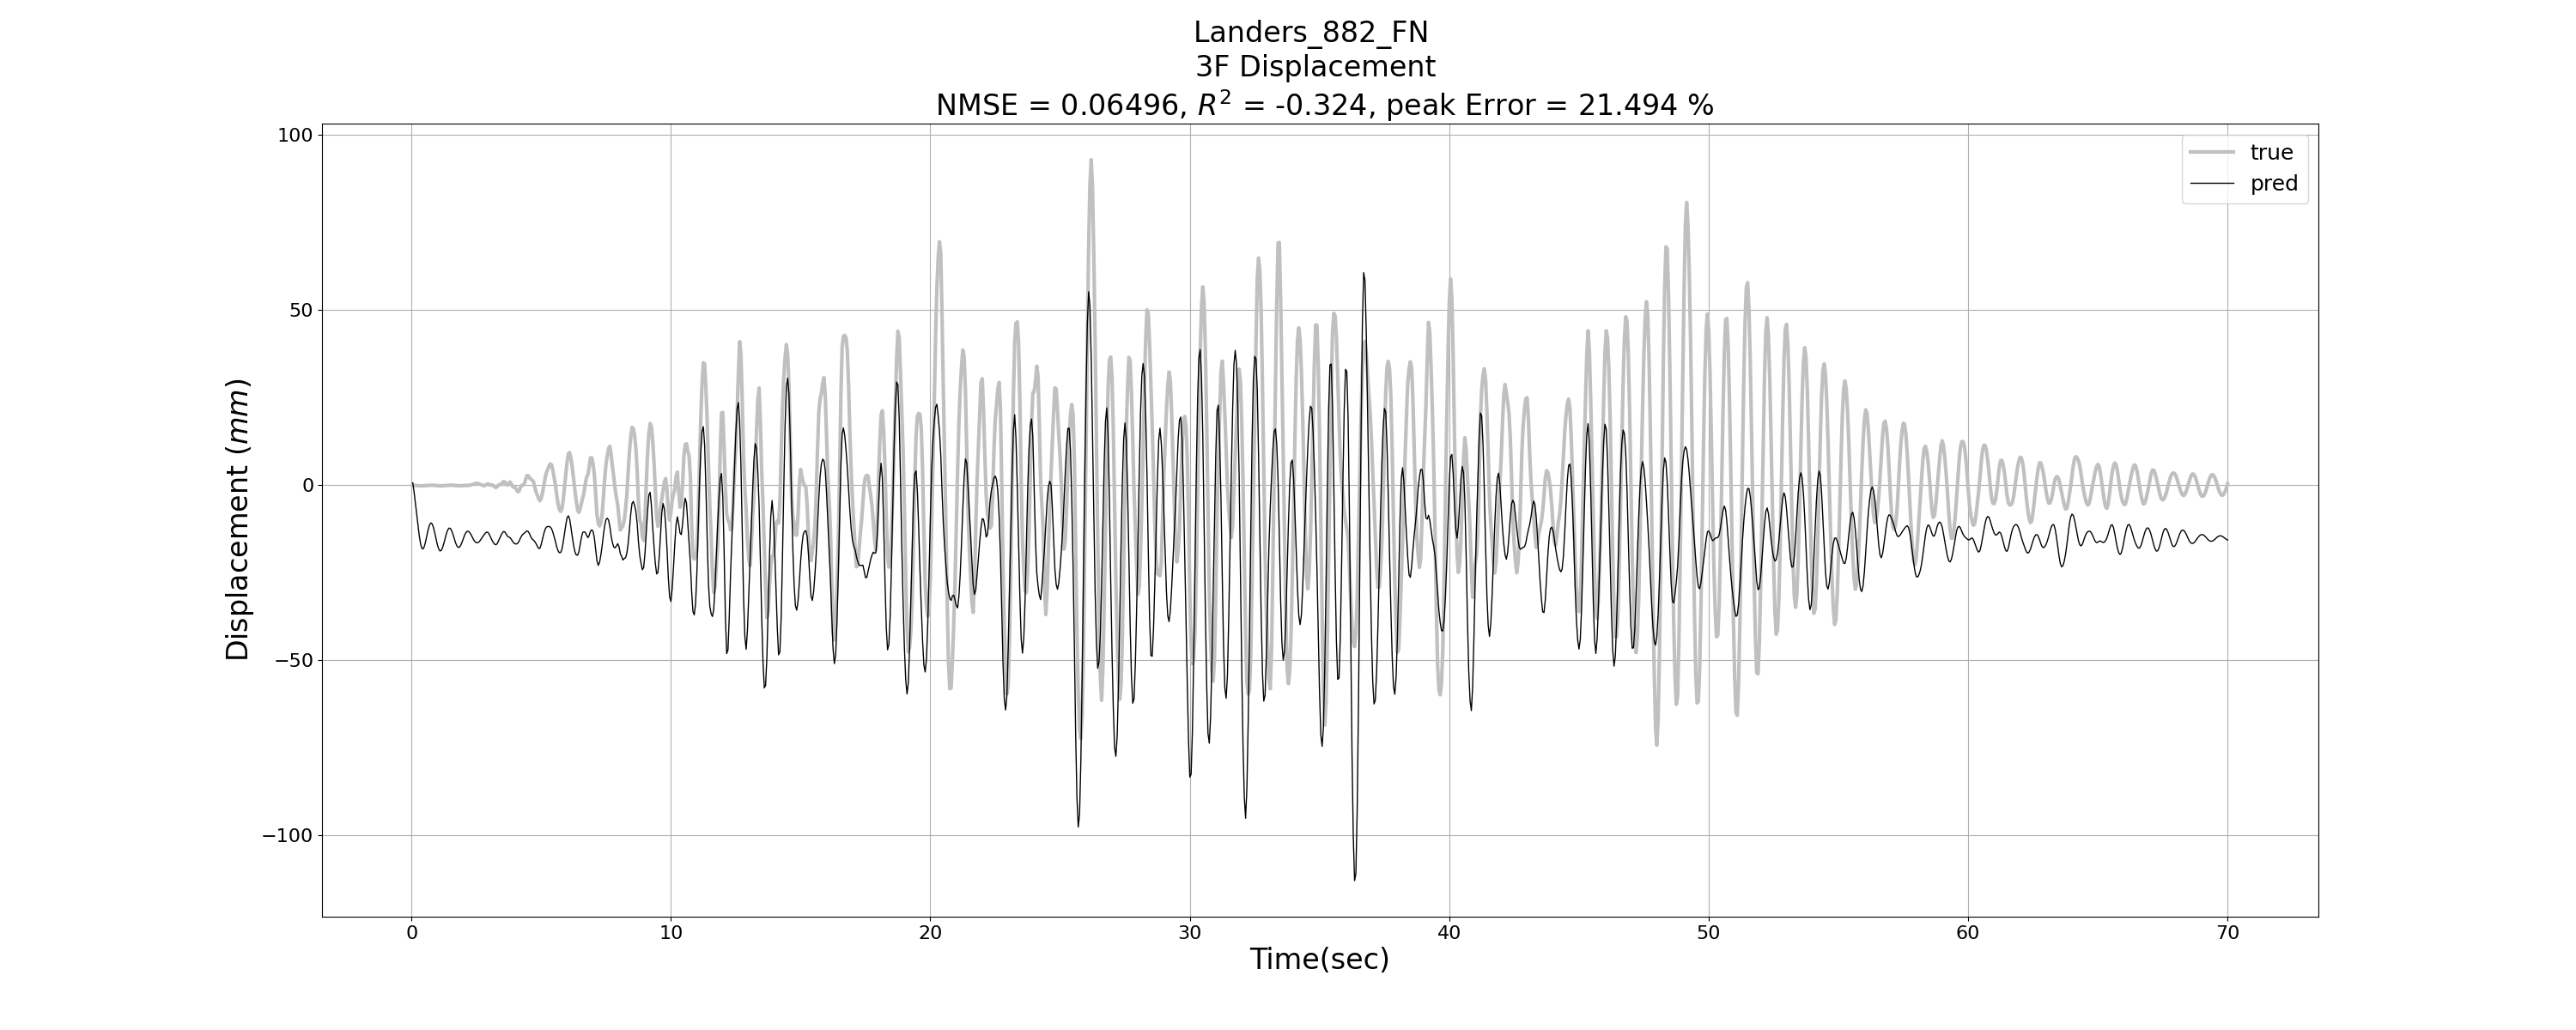 Landers_882_FN
3F Displacement
NMSE = 0.06496, R² = -0.324, peak Error = 21.494 %
100
50
0
−50
−100
Displacement (mm)
true
pred
0 10 20 30 40 50 60 70
Time(sec)